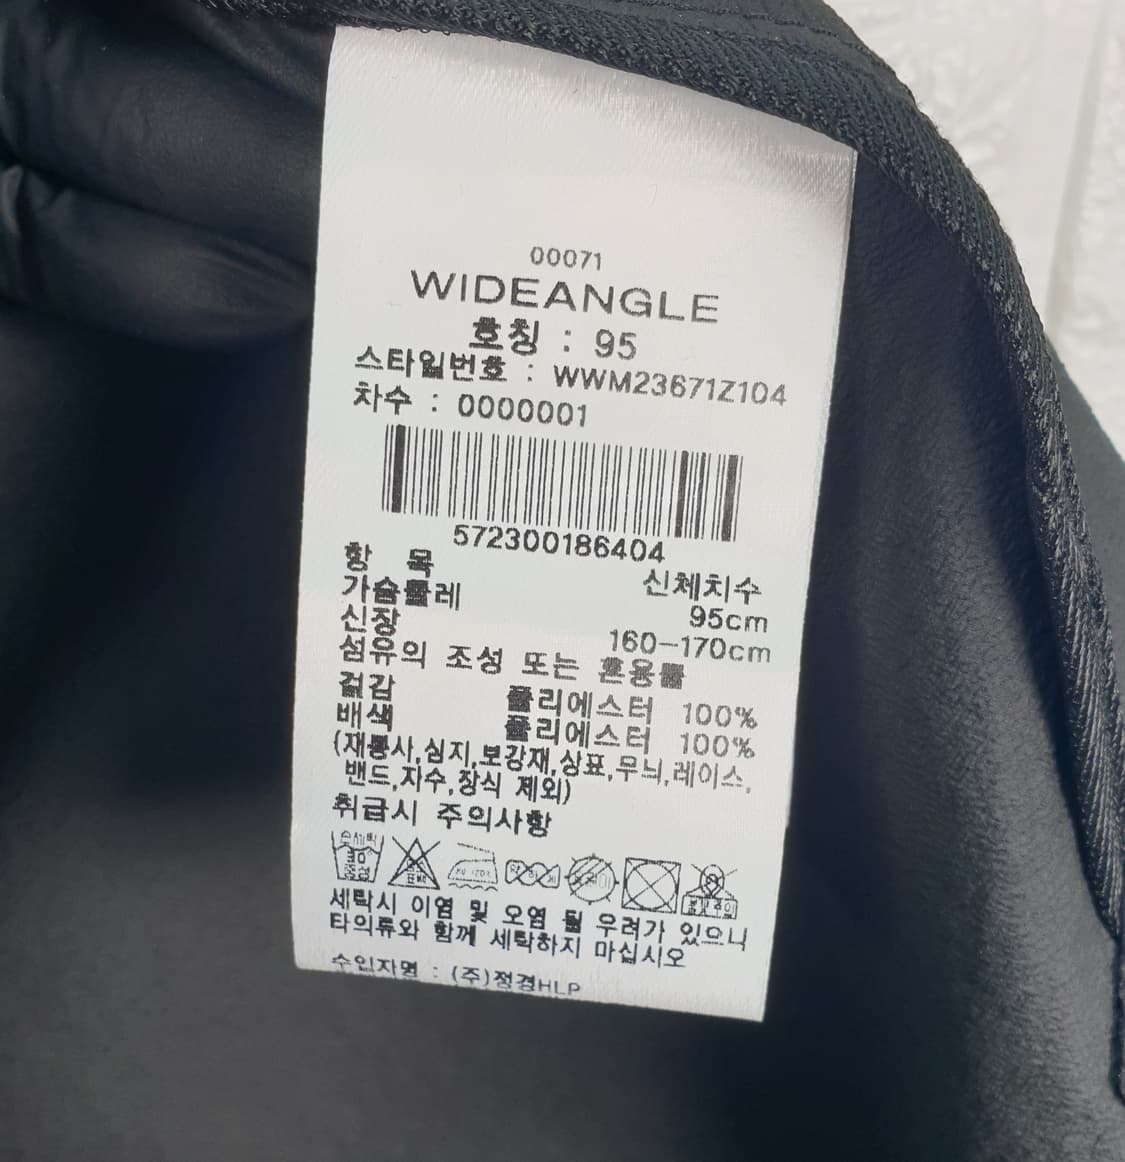 00071
WIDEANGLE
호칭 : 95
스타일번호 : WWM23671Z104
차수 : 0000001
572300186404
항 목 신체치수
가슴둘레 95cm
신장 160-170cm
섬유의 조성 또는 혼용률
겉감 폴리에스터 100%
배색 폴리에스터 100%
(재봉사,심지,보강재,상표,무늬,레이스,
밴드,자수,장식 제외)
취급시 주의사항
손세탁
세탁시 이염 및 오염 될 우려가 있으니
타의류와 함께 세탁하지 마십시오
수입자명 : (주)정경HLP